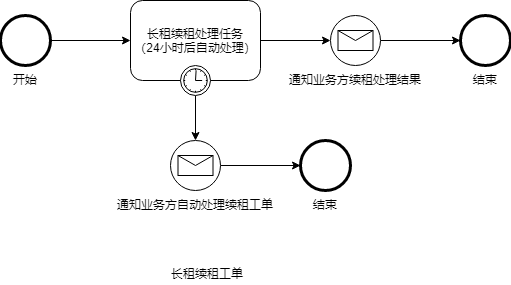 长租续租处理任务
（24小时后自动处理）
开始
通知业务方续租处理结果
结束
通知业务方自动处理续租工单
结束
长租续租工单